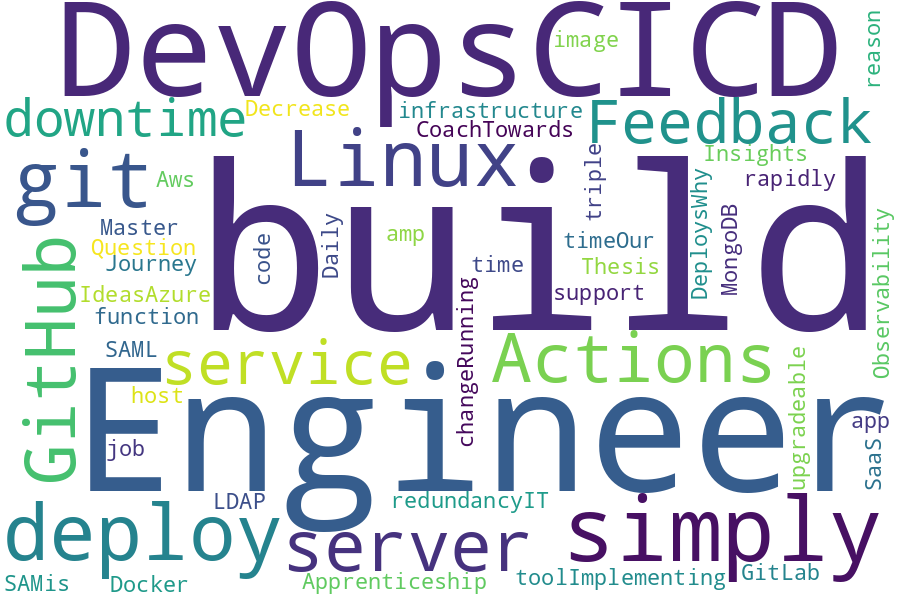 DevOpsCICD
image
reason
downtime
Decrease
infrastructure
CoachTowards
Feedback
git
Linux
Aws
triple
Insights
rapidly
build
Master
Question
Journey
IdeasAzure
function
code
Daily
amp
time
timeOur
Thesis
support
DeploysWhy
MongoDB
Observability
GitHub
SAML
service
changeRunning
Actions
host
Engineer
job
upgradeable
app
SaaS
LDAP
redundancyIT
deploy
server
simply
SAMis
Docker
Apprenticeship
toolImplementing
GitLab